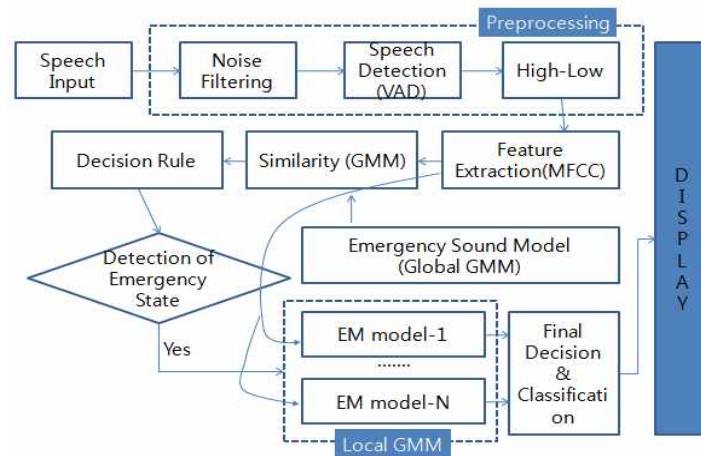 Preprocessing
Speech
Input
Noise
Filtering
Speech
Detection
(VAD)
High-Low
Decision Rule
Similarity (GMM)
Feature
Extraction(MFCC)
D
I
S
P
L
A
Y
Detection of
Emergency
State
Emergency Sound Model
(Global GMM)
Yes
EM model-1
.......
EM model-N
Local GMM
Final
Decision
&
Classificati
on